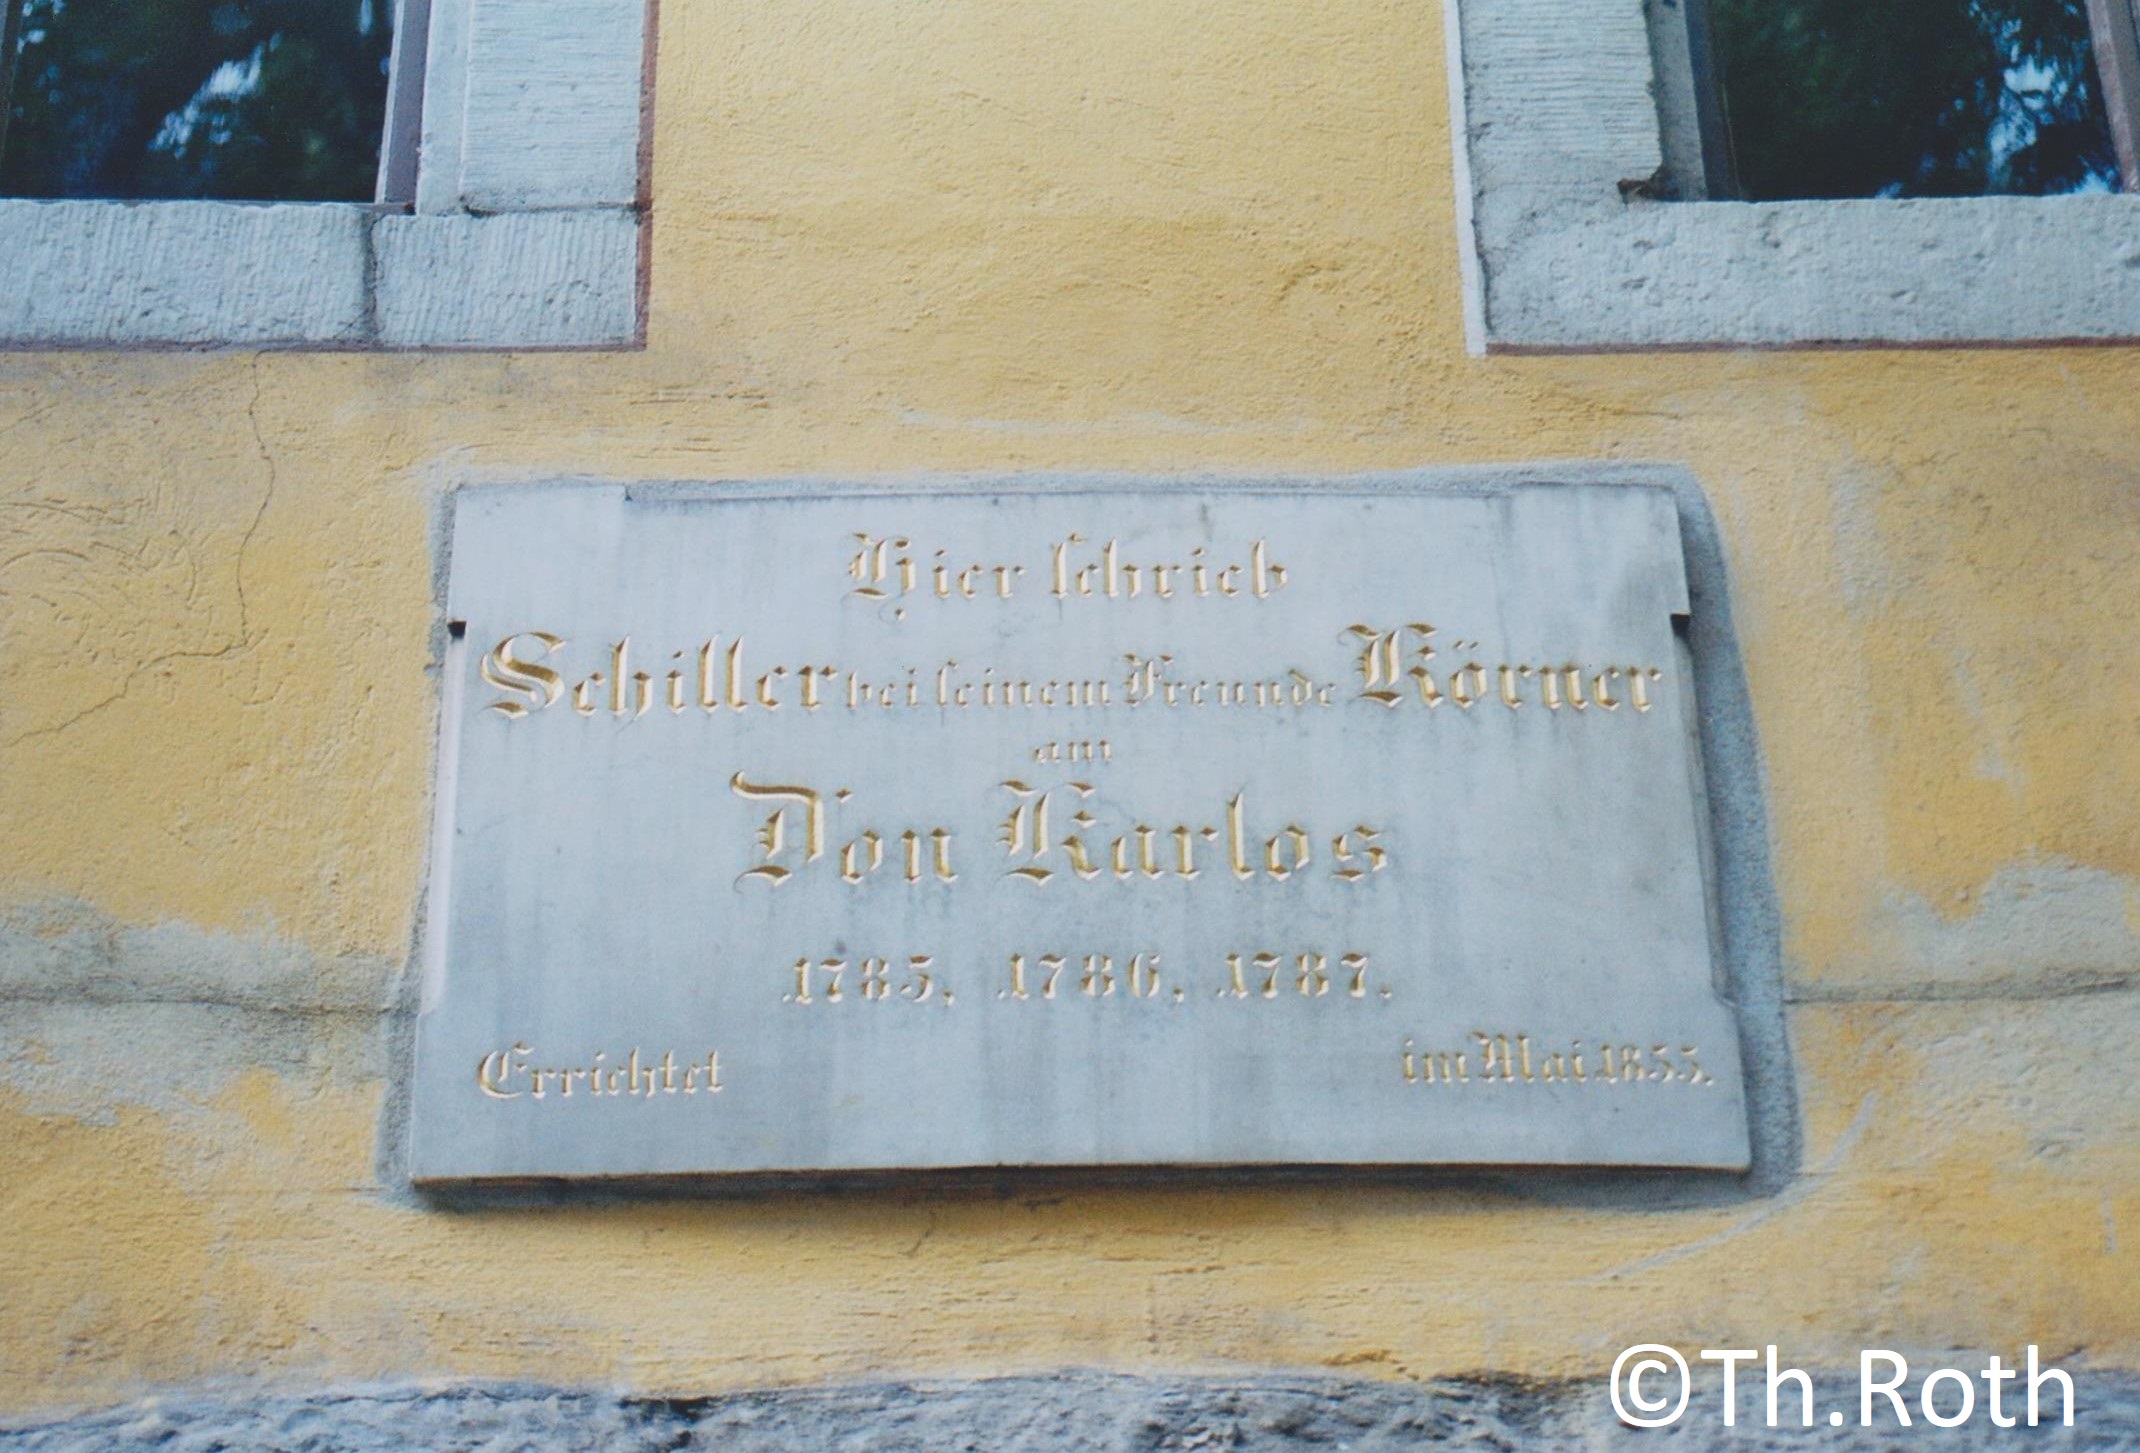 Hier schrieb
Schiller bei seinem Freunde Körner
am
Don Karlos
1785, 1786, 1787.
Errichtet im Mai 1855.
©Th.Roth